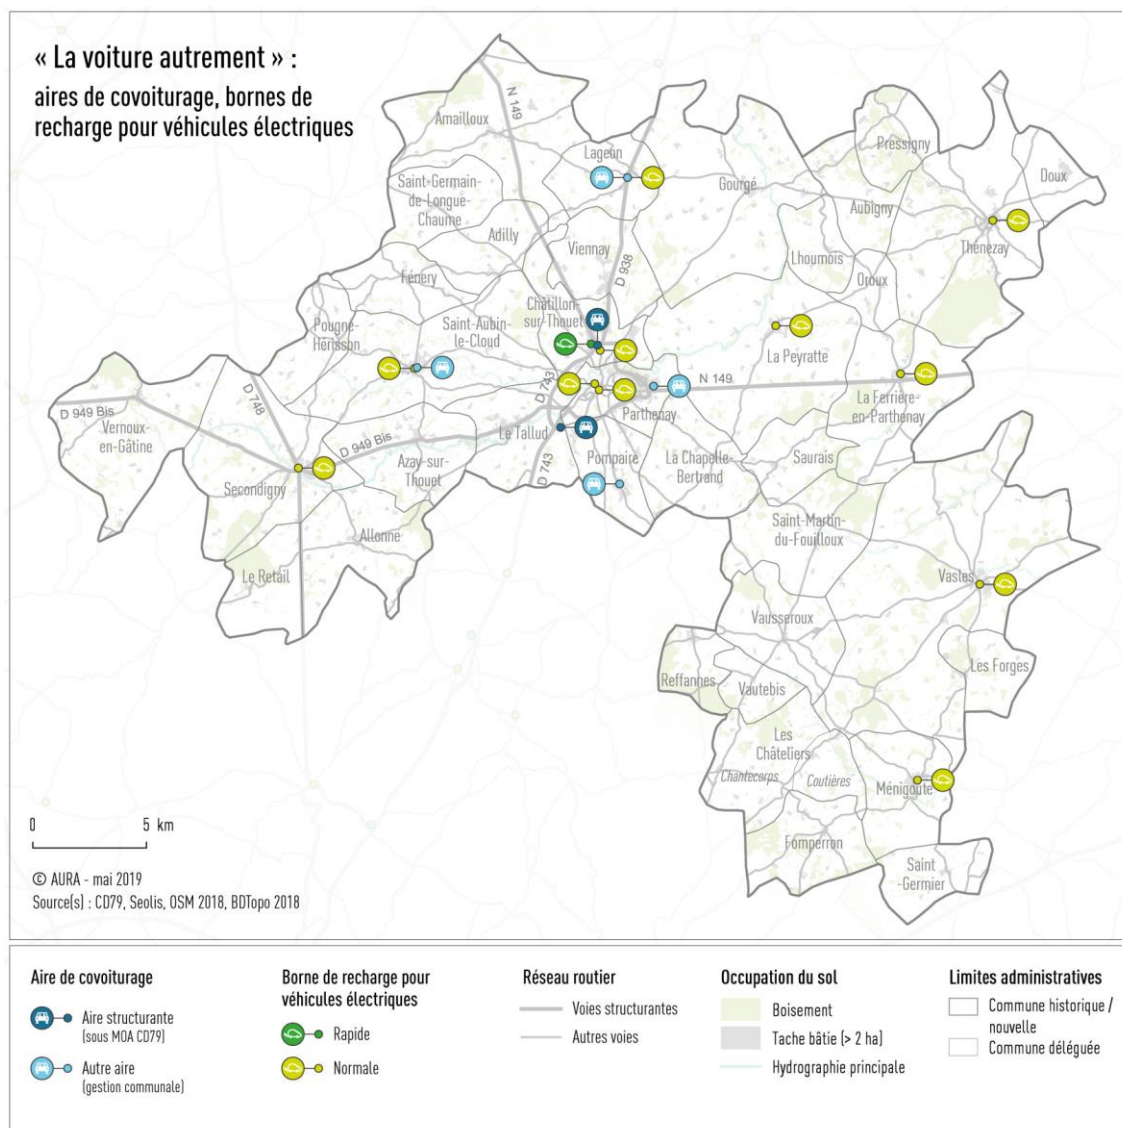 « La voiture autrement » :
aires de covoiturage, bornes de
recharge pour véhicules électriques
Amailloux
N 149
Lageon
Pressigny
Doux
Saint-Germain-
de-Longue-
Chaume
Gourgé
Aubigny
Adilly
Viennay
D 938
Thénezay
Lhoumois
Oroux
Fénery
Châtillon-
sur-Thouet
Pougne-
Hérisson
Saint-Aubin-
le-Cloud
La Peyratte
D 748
D 743
N 149
D 949 Bis
Vernoux-
en-Gâtine
Parthenay
La Ferrière-
en-Parthenay
D 949 Bis
Le Tallud
Azay-sur-
Thouet
Pompaire
La Chapelle-
Bertrand
Saurais
D 743
Secondigny
Saint-Martin-
du-Fouilloux
Allonne
Le Retail
Vasles
Vausseroux
Les Forges
Reffannes
Vautebis
Les
Châteliers
Chantecorps
Coutières
Ménigoute
Fomperron
Saint
-Germier
0 5 km
© AURA - mai 2019
Source(s) : CD79, Seolis, OSM 2018, BDTopo 2018
Aire de covoiturage
Aire structurante
(sous MOA CD79)
Autre aire
(gestion communale)
Borne de recharge pour
véhicules électriques
Rapide
Normale
Réseau routier
Voies structurantes
Autres voies
Occupation du sol
Boisement
Tache bâtie (> 2 ha)
Hydrographie principale
Limites administratives
Commune historique /
nouvelle
Commune déléguée